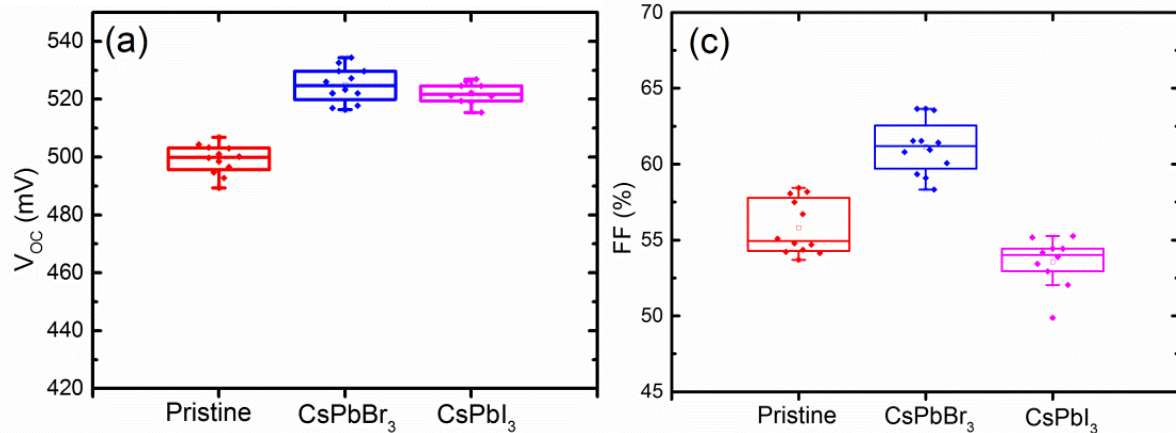 (a)
V_OC (mV)
540
520
500
480
460
440
420
Pristine CsPbBr₃ CsPbI₃
(c)
FF (%)
70
65
60
55
50
45
Pristine CsPbBr₃ CsPbI₃